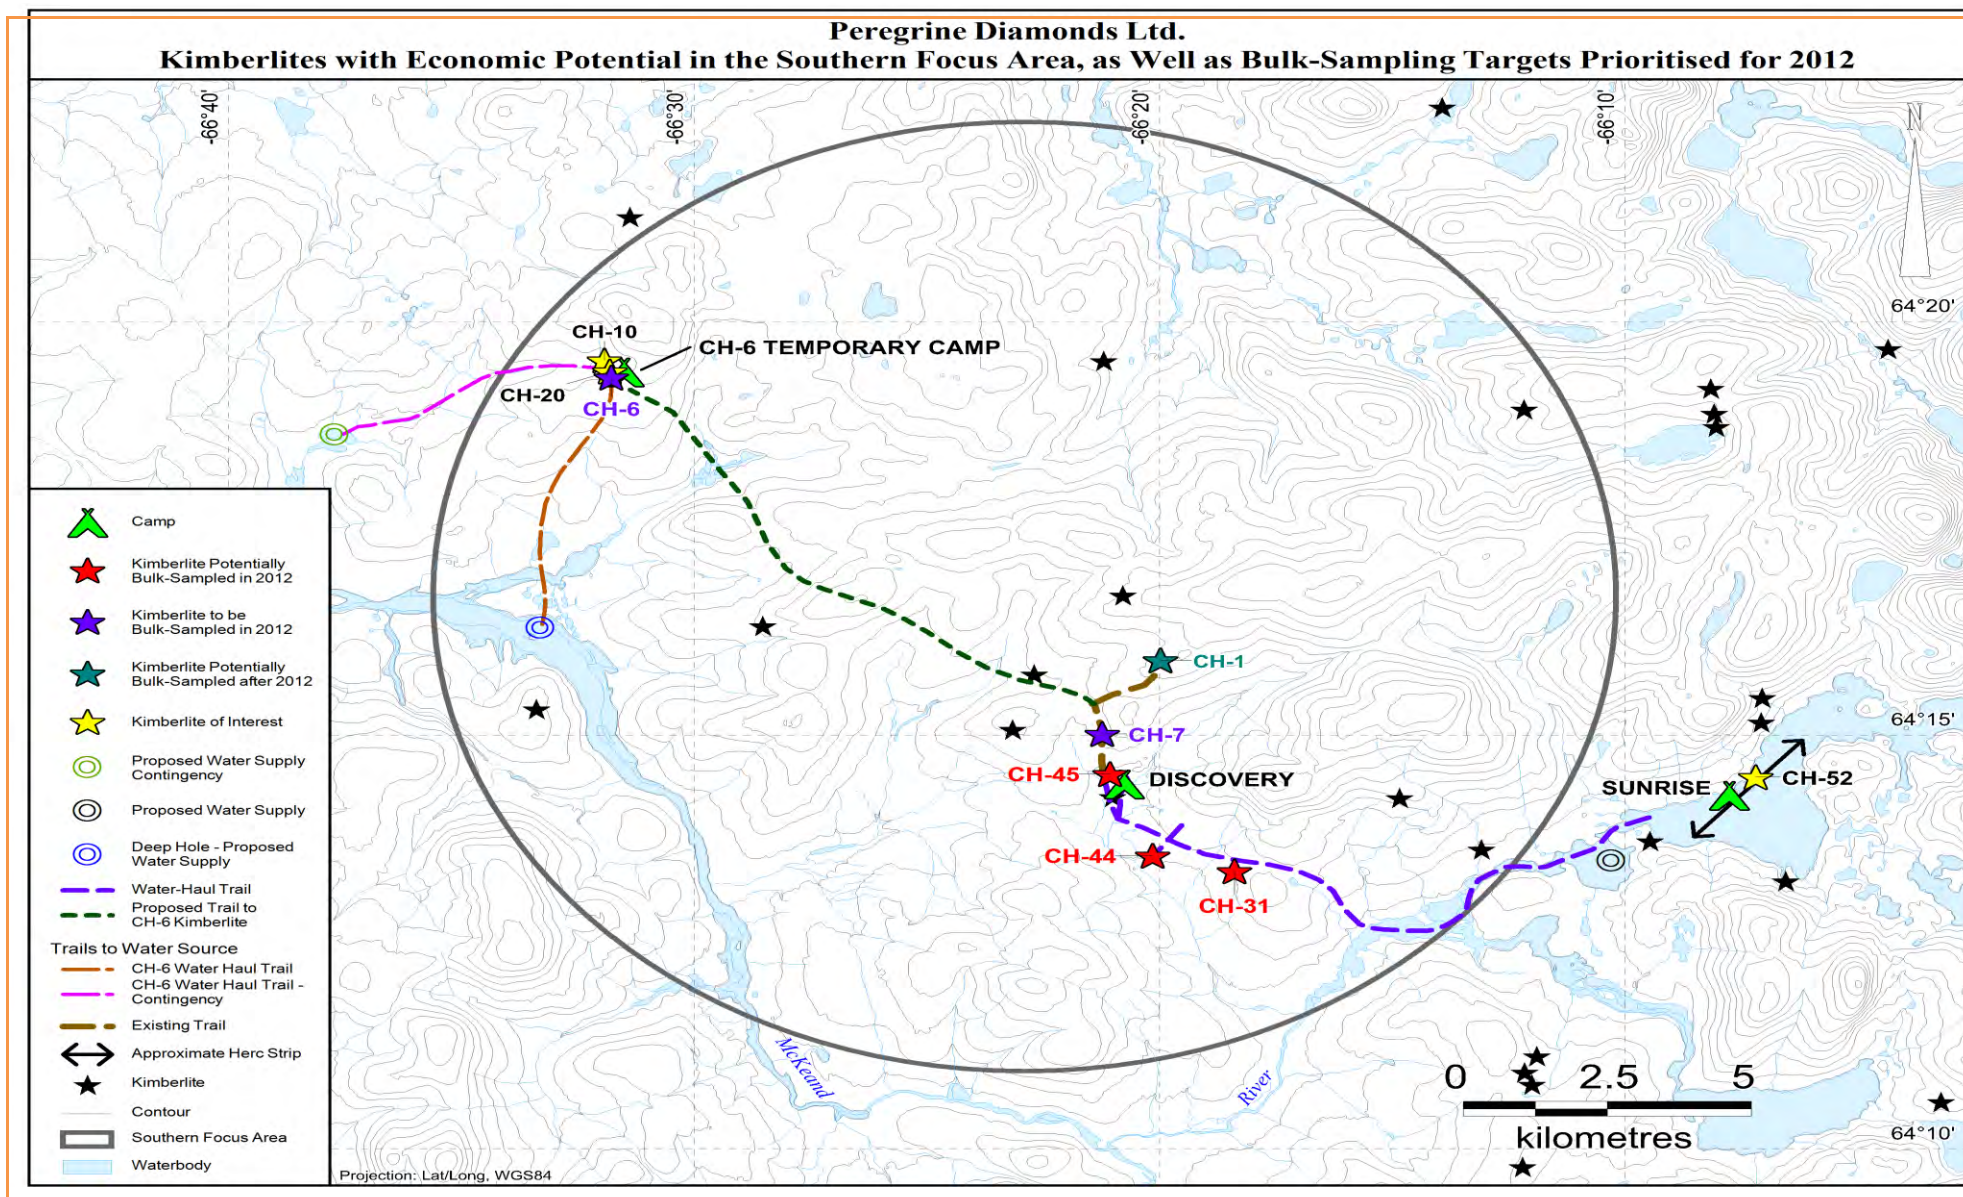 Peregrine Diamonds Ltd.
Kimberlites with Economic Potential in the Southern Focus Area, as Well as Bulk-Sampling Targets Prioritised for 2012
-66°40'
-66°30'
-66°20'
-66°10'
N
64°20'
CH-10
CH-6 TEMPORARY CAMP
CH-20
CH-6
CH-1
64°15'
CH-7
CH-45
DISCOVERY
SUNRISE
CH-52
CH-44
CH-31
McKeand
River
0 2.5 5
kilometres
64°10'
Camp
Kimberlite Potentially
Bulk-Sampled in 2012
Kimberlite to be
Bulk-Sampled in 2012
Kimberlite Potentially
Bulk-Sampled after 2012
Kimberlite of Interest
Proposed Water Supply
Contingency
Proposed Water Supply
Deep Hole - Proposed
Water Supply
Water-Haul Trail
Proposed Trail to
CH-6 Kimberlite
Trails to Water Source
CH-6 Water Haul Trail
CH-6 Water Haul Trail -
Contingency
Existing Trail
Approximate Herc Strip
Kimberlite
Contour
Southern Focus Area
Waterbody
Projection: Lat/Long, WGS84